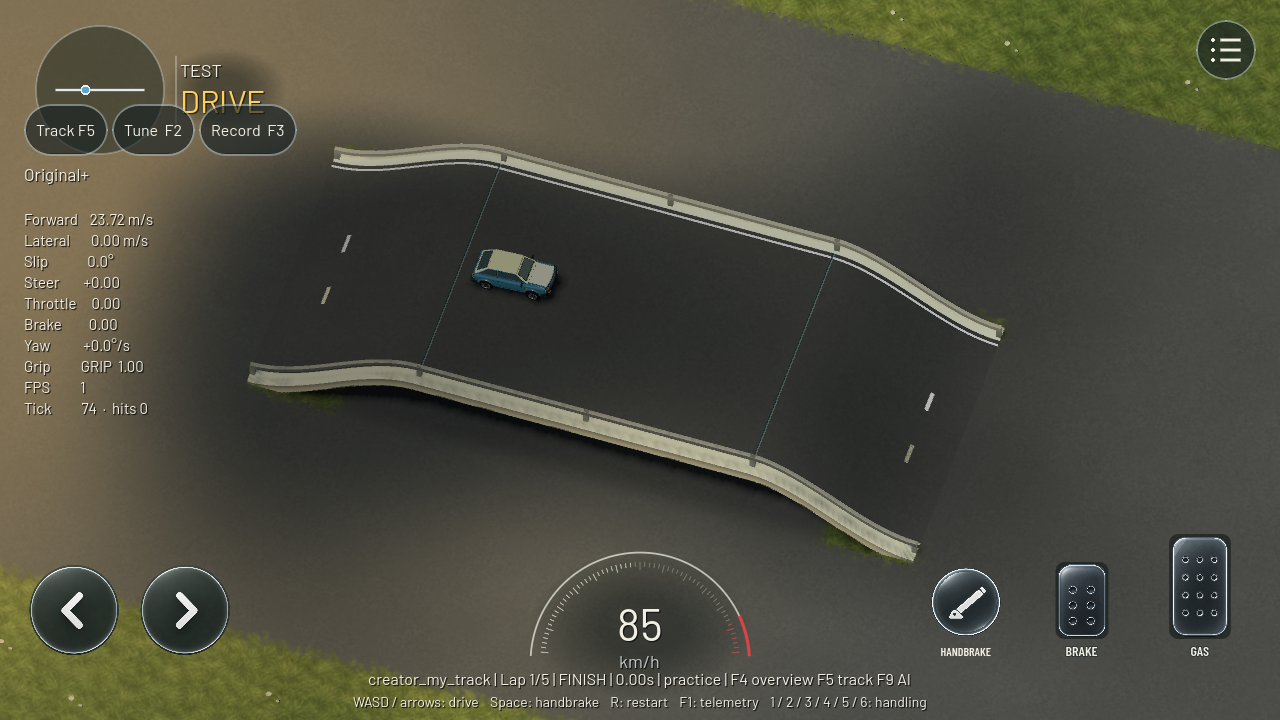 TEST
DRIVE
Track F5
Tune F2
Record F3
Original+
Forward 23.72 m/s
Lateral 0.00 m/s
Slip 0.0°
Steer +0.00
Throttle 0.00
Brake 0.00
Yaw +0.0°/s
Grip GRIP 1.00
FPS 1
Tick 74 · hits 0
85
km/h
HANDBRAKE
BRAKE
GAS
creator_my_track | Lap 1/5 | FINISH | 0.00s | practice | F4 overview F5 track F9 AI
WASD / arrows: drive Space: handbrake R: restart F1: telemetry 1 / 2 / 3 / 4 / 5 / 6: handling